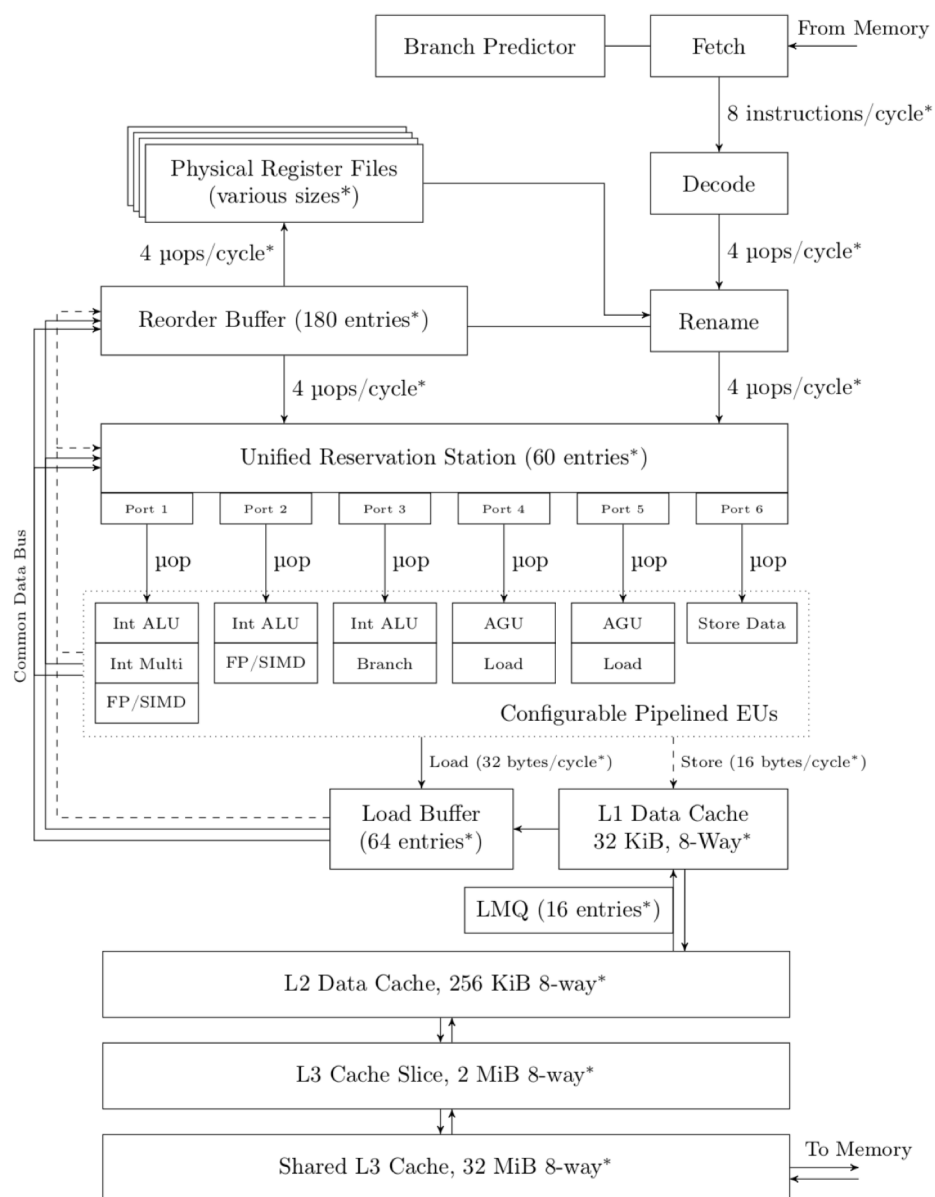 Branch Predictor
Fetch
From Memory
8 instructions/cycle*
Physical Register Files
(various sizes*)
Decode
4 µops/cycle*
4 µops/cycle*
Reorder Buffer (180 entries*)
Rename
4 µops/cycle*
4 µops/cycle*
Unified Reservation Station (60 entries*)
Port 1
Port 2
Port 3
Port 4
Port 5
Port 6
µop
µop
µop
µop
µop
µop
Common Data Bus
Int ALU
Int Multi
FP/SIMD
Int ALU
FP/SIMD
Int ALU
Branch
AGU
Load
AGU
Load
Store Data
Configurable Pipelined EUs
Load (32 bytes/cycle*)
Store (16 bytes/cycle*)
Load Buffer
(64 entries*)
L1 Data Cache
32 KiB, 8-Way*
LMQ (16 entries*)
L2 Data Cache, 256 KiB 8-way*
L3 Cache Slice, 2 MiB 8-way*
Shared L3 Cache, 32 MiB 8-way*
To Memory